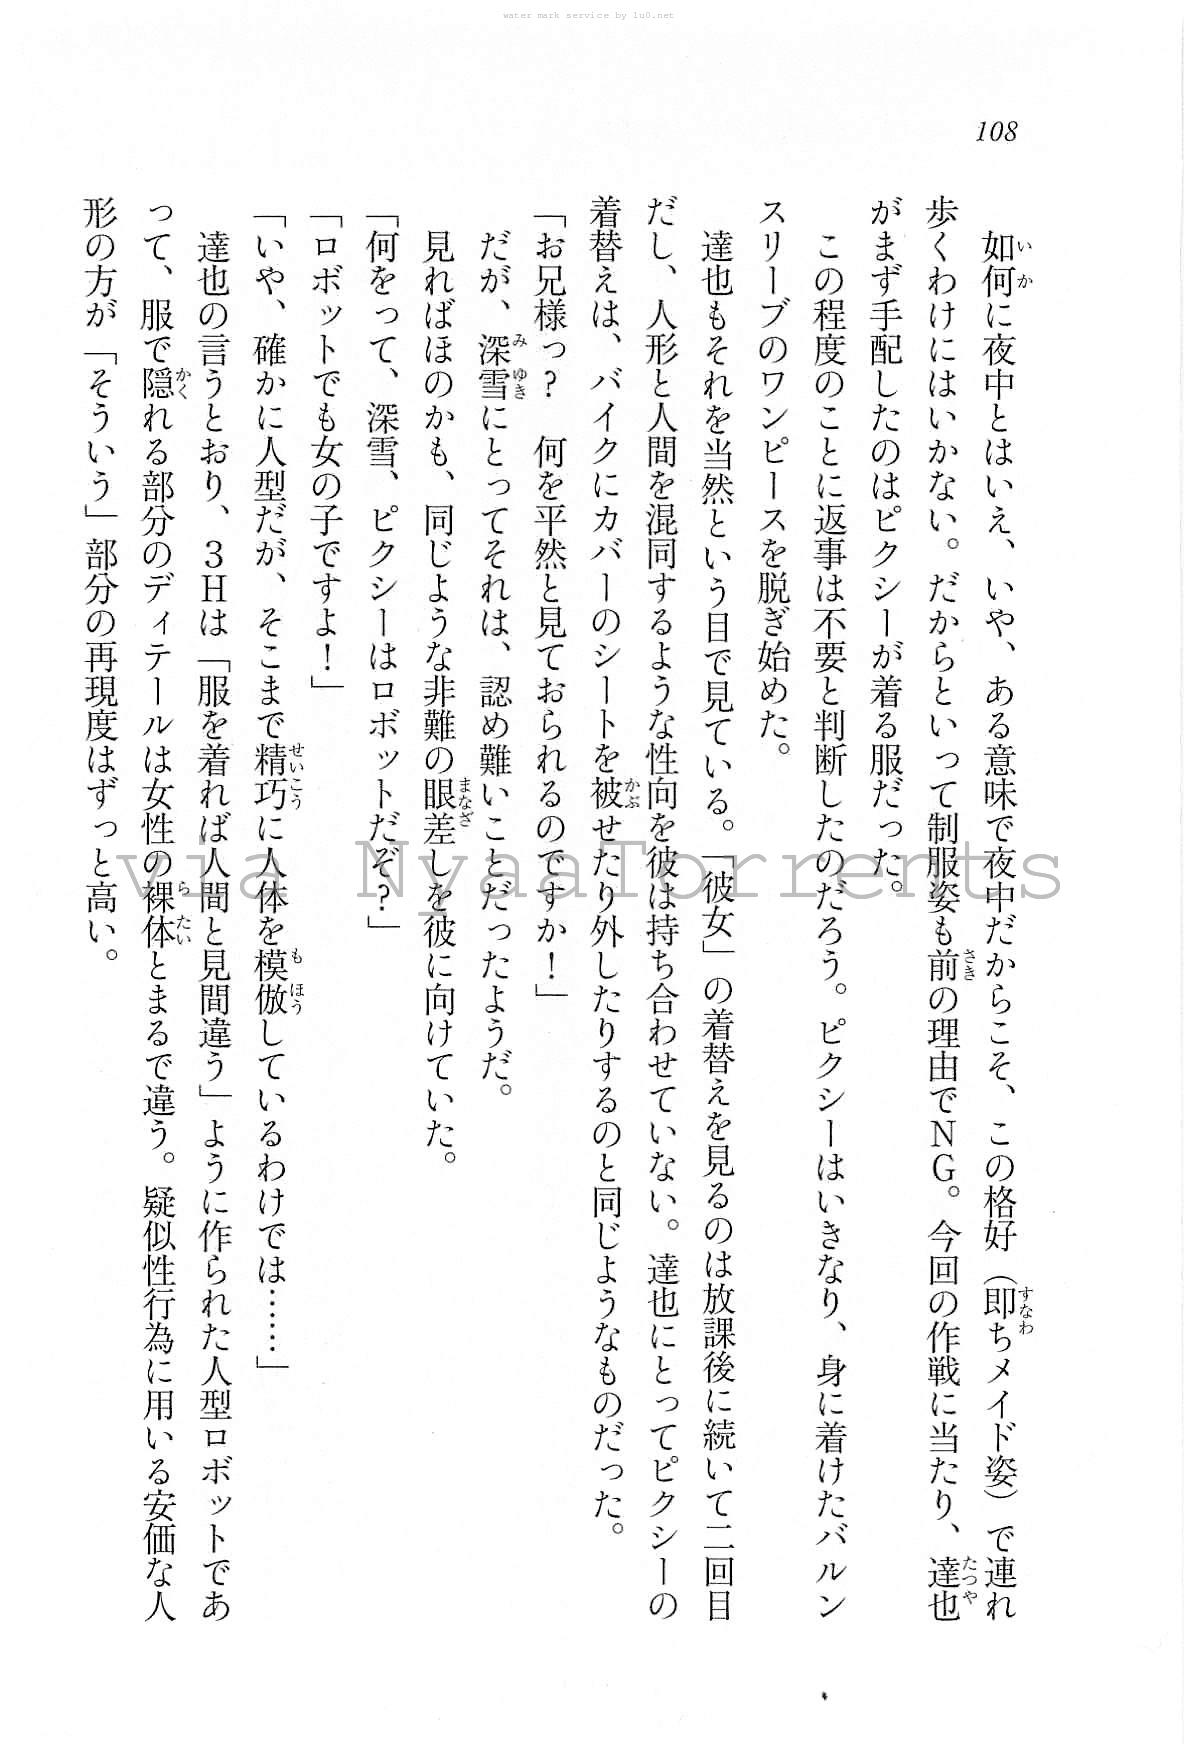 water mark service by lu0.net
108
如何に夜中とはいえ、いや、ある意味で夜中だからこそ、この格好（即ちメイド姿）で連れ
歩くわけにはいかない。だからといって制服姿も前の理由でＮＧ。今回の作戦に当たり、達也
がまず手配したのはピクシーが着る服だった。
この程度のことに返事は不要と判断したのだろう。ピクシーはいきなり、身に着けたバルン
スリーブのワンピースを脱ぎ始めた。
達也もそれを当然という目で見ている。「彼女」の着替えを見るのは放課後に続いて二回目
だし、人形と人間を混同するような性向を彼は持ち合わせていない。達也にとってピクシーの
着替えは、バイクにカバーのシートを被せたり外したりするのと同じようなものだった。
「お兄様っ？　何を平然と見ておられるのですか！」
だが、深雪にとってそれは、認め難いことだったようだ。
見ればほのかも、同じような非難の眼差しを彼に向けていた。
「何をって、深雪、ピクシーはロボットだぞ？」
「ロボットでも女の子ですよ！」
「いや、確かに人型だが、そこまで精巧に人体を模倣しているわけでは……」
達也の言うとおり、３Ｈは「服を着れば人間と見間違う」ように作られた人型ロボットであ
って、服で隠れる部分のディテールは女性の裸体とまるで違う。疑似性行為に用いる安価な人
形の方が「そういう」部分の再現度はずっと高い。
via NyaaTorrents